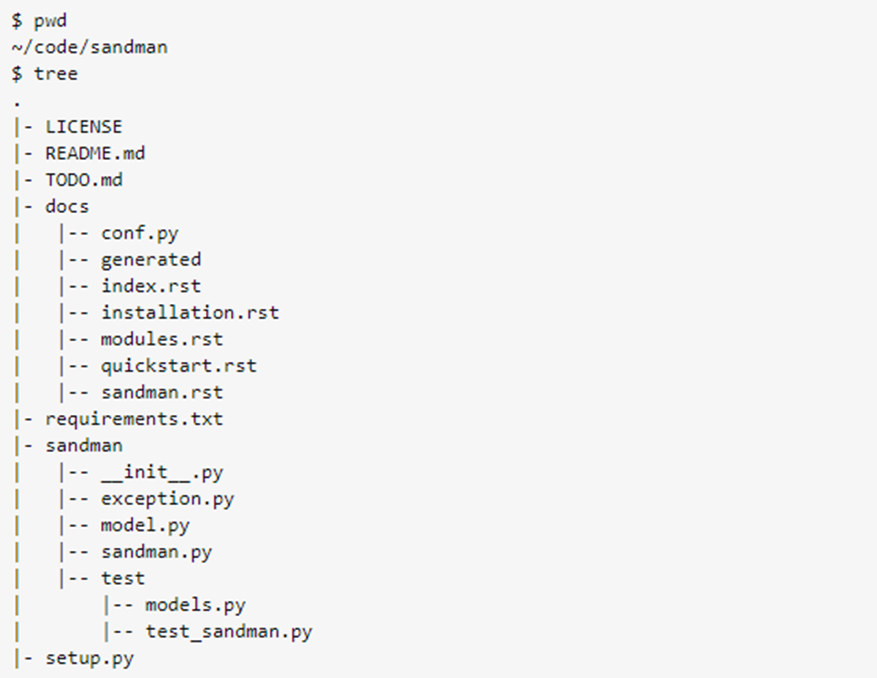 $ pwd
~/code/sandman
$ tree
.
|- LICENSE
|- README.md
|- TODO.md
|- docs
|   |-- conf.py
|   |-- generated
|   |-- index.rst
|   |-- installation.rst
|   |-- modules.rst
|   |-- quickstart.rst
|   |-- sandman.rst
|- requirements.txt
|- sandman
|   |-- __init__.py
|   |-- exception.py
|   |-- model.py
|   |-- sandman.py
|   |-- test
|       |-- models.py
|       |-- test_sandman.py
|- setup.py